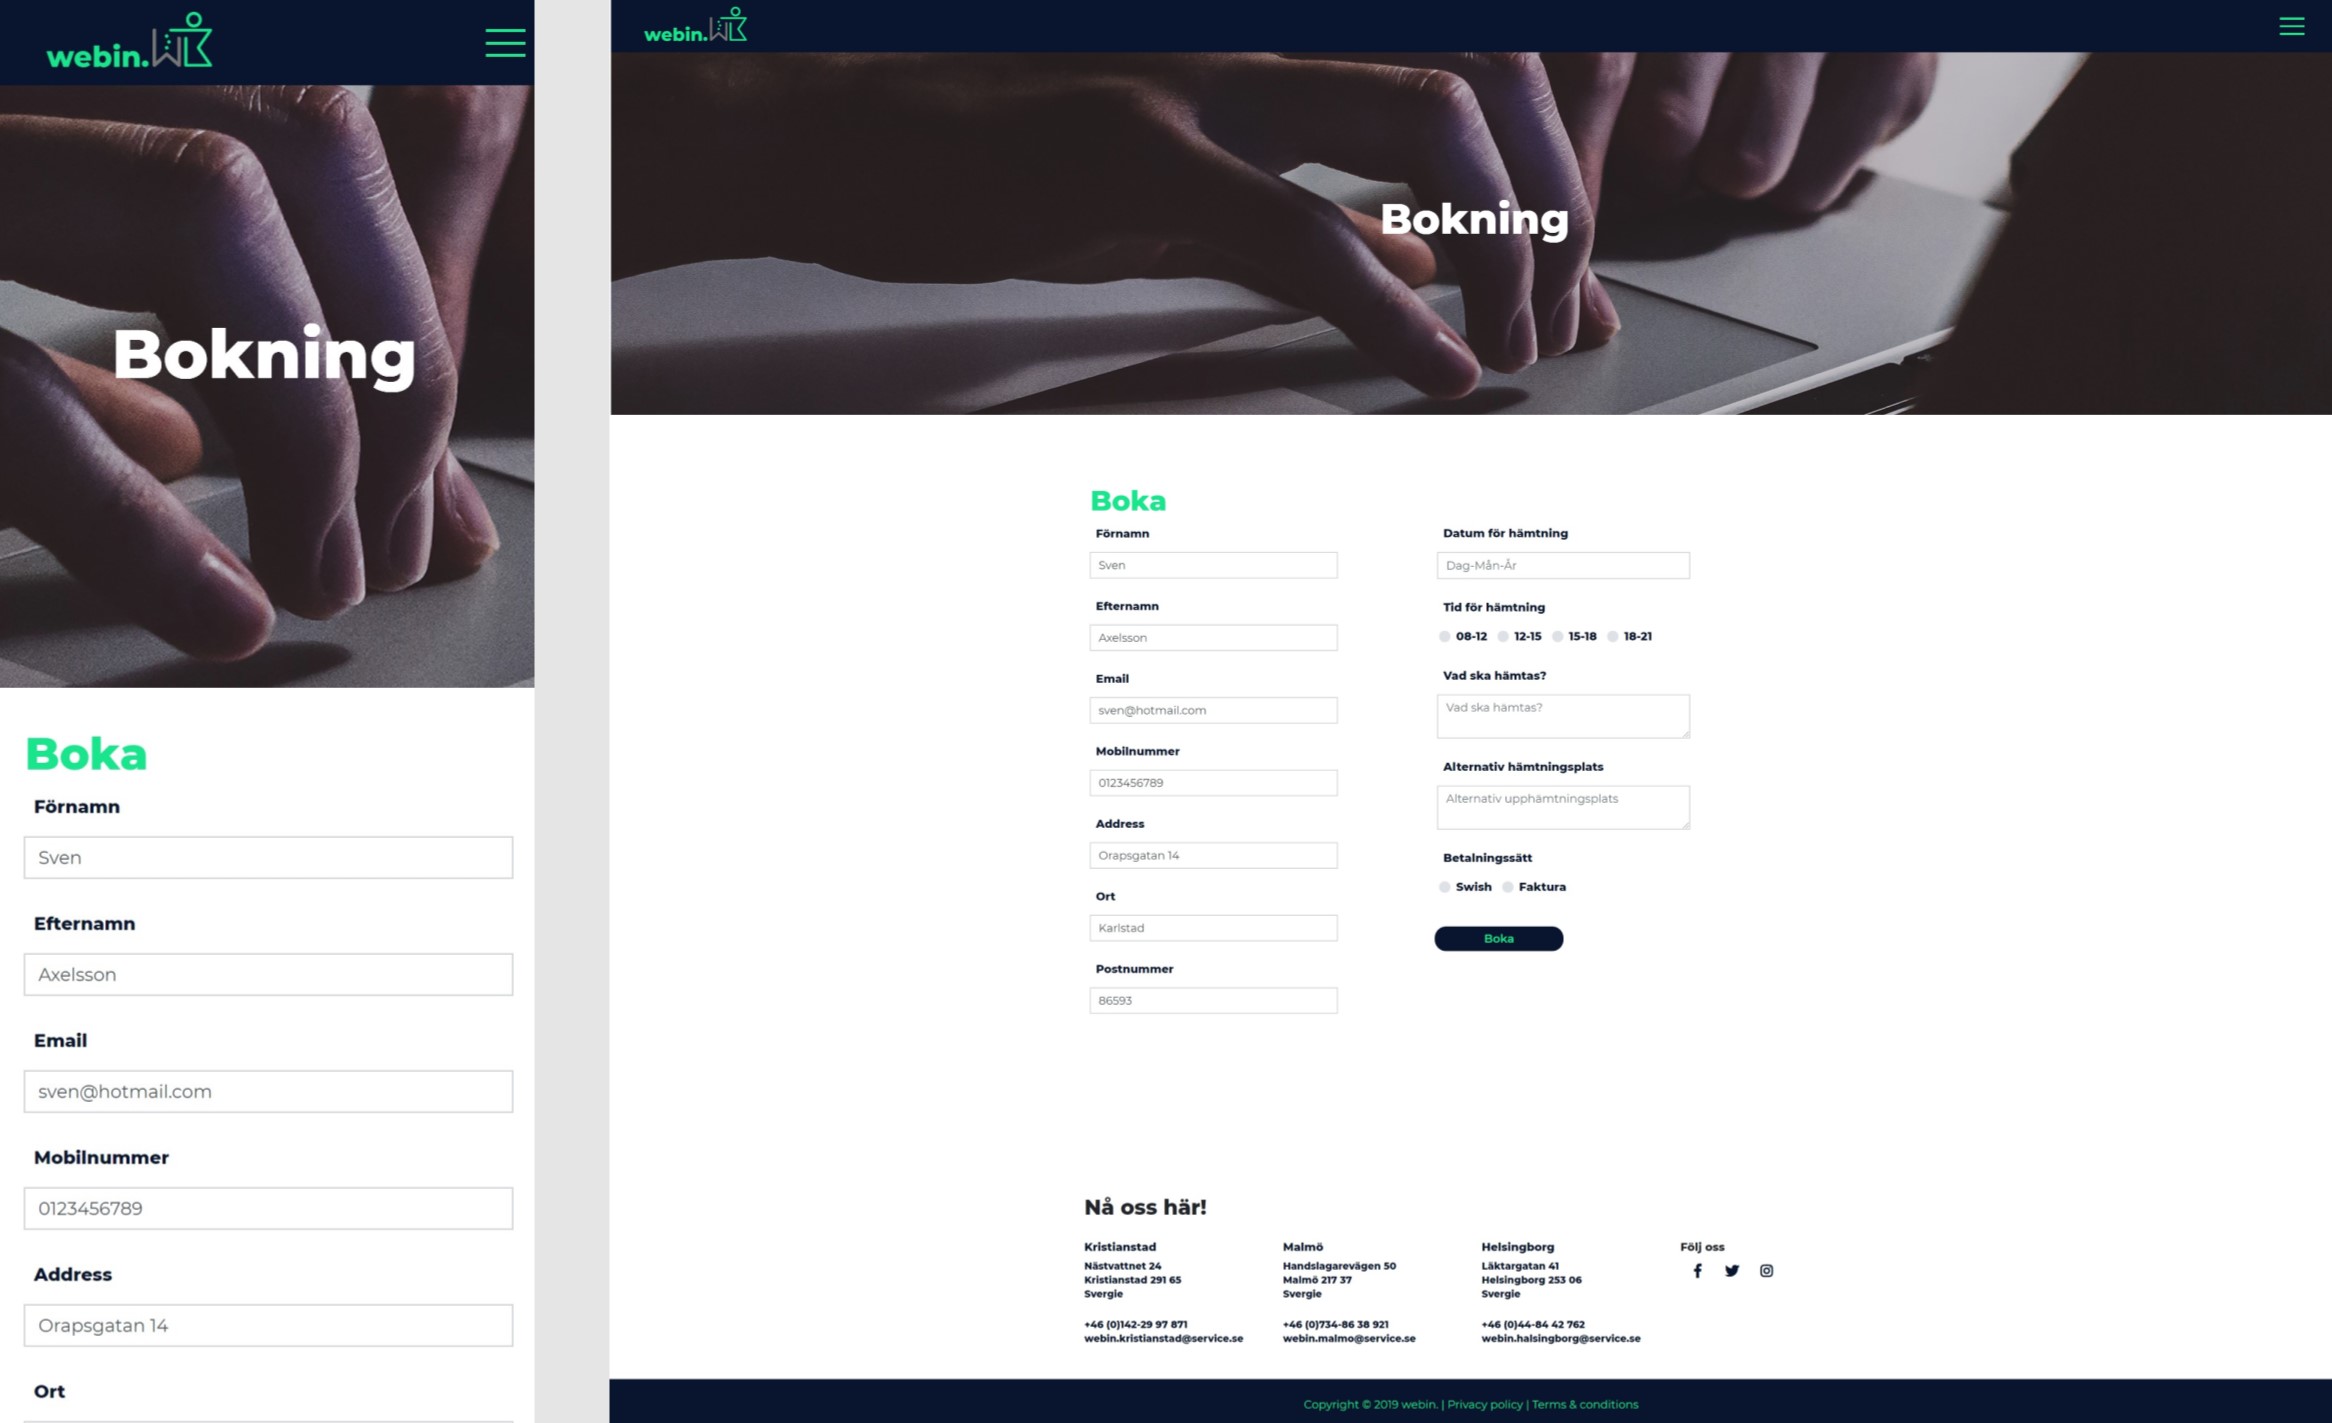 webin.
Bokning
Boka
Förnamn
Sven
Efternamn
Axelsson
Email
sven@hotmail.com
Mobilnummer
0123456789
Address
Orapsgatan 14
Ort
webin.
Bokning
Boka
Förnamn
Sven
Efternamn
Axelsson
Email
sven@hotmail.com
Mobilnummer
0123456789
Address
Orapsgatan 14
Ort
Karlstad
Postnummer
86593
Datum för hämtning
Dag-Mån-År
Tid för hämtning
08-12 12-15 15-18 18-21
Vad ska hämtas?
Vad ska hämtas?
Alternativ hämtningsplats
Alternativ upphämtningsplats
Betalningssätt
Swish Faktura
Boka
Nå oss här!
Kristianstad
Nästvattnet 24
Kristianstad 291 65
Svergie
+46 (0)142-29 97 871
webin.kristianstad@service.se
Malmö
Handslagarevägen 50
Malmö 217 37
Svergie
+46 (0)734-86 38 921
webin.malmo@service.se
Helsingborg
Läktargatan 41
Helsingborg 253 06
Svergie
+46 (0)44-84 42 762
webin.halsingborg@service.se
Följ oss
Copyright © 2019 webin. | Privacy policy | Terms & conditions